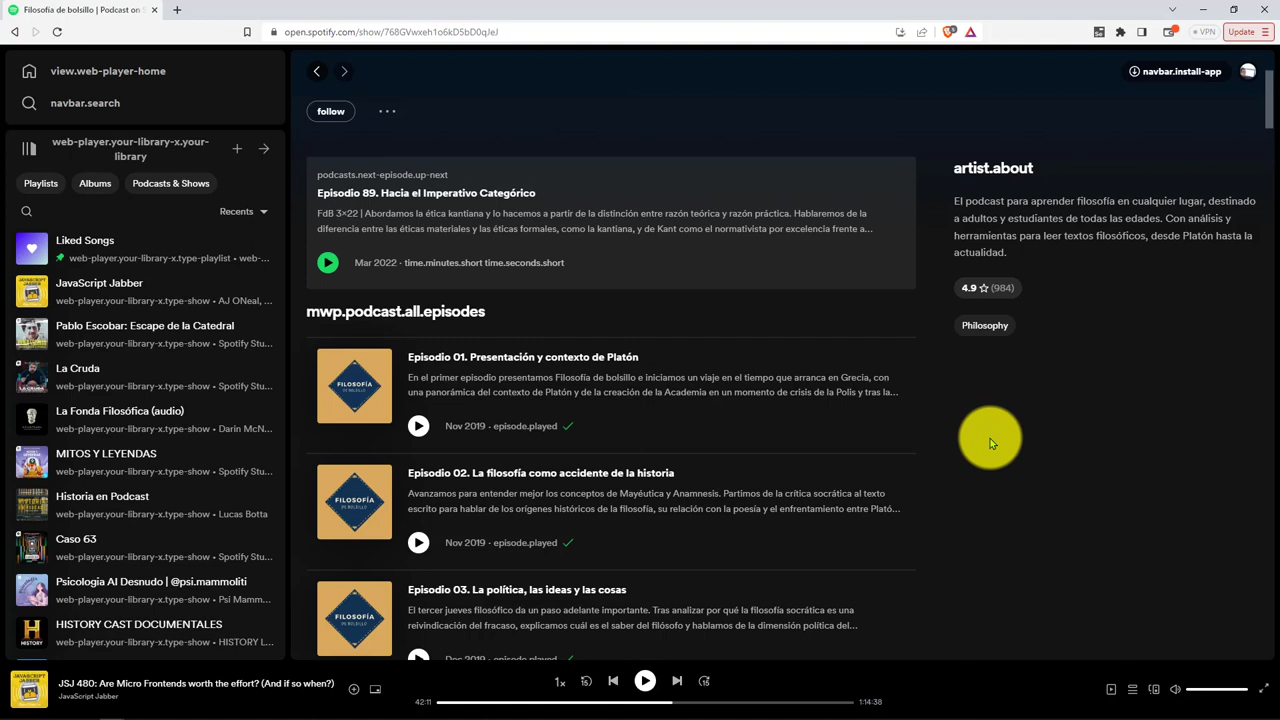 Filosofía de bolsillo | Podcast on S
open.spotify.com/show/768GVwxeh1o6kD5bD0qJeJ
VPN
Update
view.web-player-home
navbar.search
web-player.your-library-x.your-
library
Playlists
Albums
Podcasts & Shows
Recents
Liked Songs
web-player.your-library-x.type-playlist • web-...
JavaScript Jabber
web-player.your-library-x.type-show • AJ ONeal, ...
Pablo Escobar: Escape de la Catedral
web-player.your-library-x.type-show • Spotify Stu...
La Cruda
web-player.your-library-x.type-show • Spotify Stu...
La Fonda Filosófica (audio)
web-player.your-library-x.type-show • Darin McN...
MITOS Y LEYENDAS
web-player.your-library-x.type-show • Spotify Stu...
Historia en Podcast
web-player.your-library-x.type-show • Lucas Botta
Caso 63
web-player.your-library-x.type-show • Spotify Stu...
Psicologia Al Desnudo | @psi.mammoliti
web-player.your-library-x.type-show • Psi Mamm...
HISTORY CAST DOCUMENTALES
web-player.your-library-x.type-show • HISTORY L...
navbar.install-app
follow
podcasts.next-episode.up-next
Episodio 89. Hacia el Imperativo Categórico
FdB 3×22 | Abordamos la ética kantiana y lo hacemos a partir de la distinción entre razón teórica y razón práctica. Hablaremos de la
diferencia entre las éticas materiales y las éticas formales, como la kantiana, y de Kant como el normativista por excelencia frente a...
Mar 2022 · time.minutes.short time.seconds.short
mwp.podcast.all.episodes
FILOSOFÍA
DE BOLSILLO
Episodio 01. Presentación y contexto de Platón
En el primer episodio presentamos Filosofía de bolsillo e iniciamos un viaje en el tiempo que arranca en Grecia, con
una panorámica del contexto de Platón y de la creación de la Academia en un momento de crisis de la Polis y tras la...
Nov 2019 · episode.played
FILOSOFÍA
DE BOLSILLO
Episodio 02. La filosofía como accidente de la historia
Avanzamos para entender mejor los conceptos de Mayéutica y Anamnesis. Partimos de la crítica socrática al texto
escrito para hablar de los orígenes históricos de la filosofía, su relación con la poesía y el enfrentamiento entre Plató...
Nov 2019 · episode.played
FILOSOFÍA
DE BOLSILLO
Episodio 03. La política, las ideas y las cosas
El tercer jueves filosófico da un paso adelante importante. Tras analizar por qué la filosofía socrática es una
reivindicación del fracaso, explicamos cuál es el saber del filósofo y hablamos de la dimensión política del...
Dec 2019 · episode.played
artist.about
El podcast para aprender filosofía en cualquier lugar, destinado
a adultos y estudiantes de todas las edades. Con análisis y
herramientas para leer textos filosóficos, desde Platón hasta la
actualidad.
4.9 (984)
Philosophy
JSJ 480: Are Micro Frontends worth the effort? (And if so when?)
JavaScript Jabber
1x
15
15
42:11
1:14:38